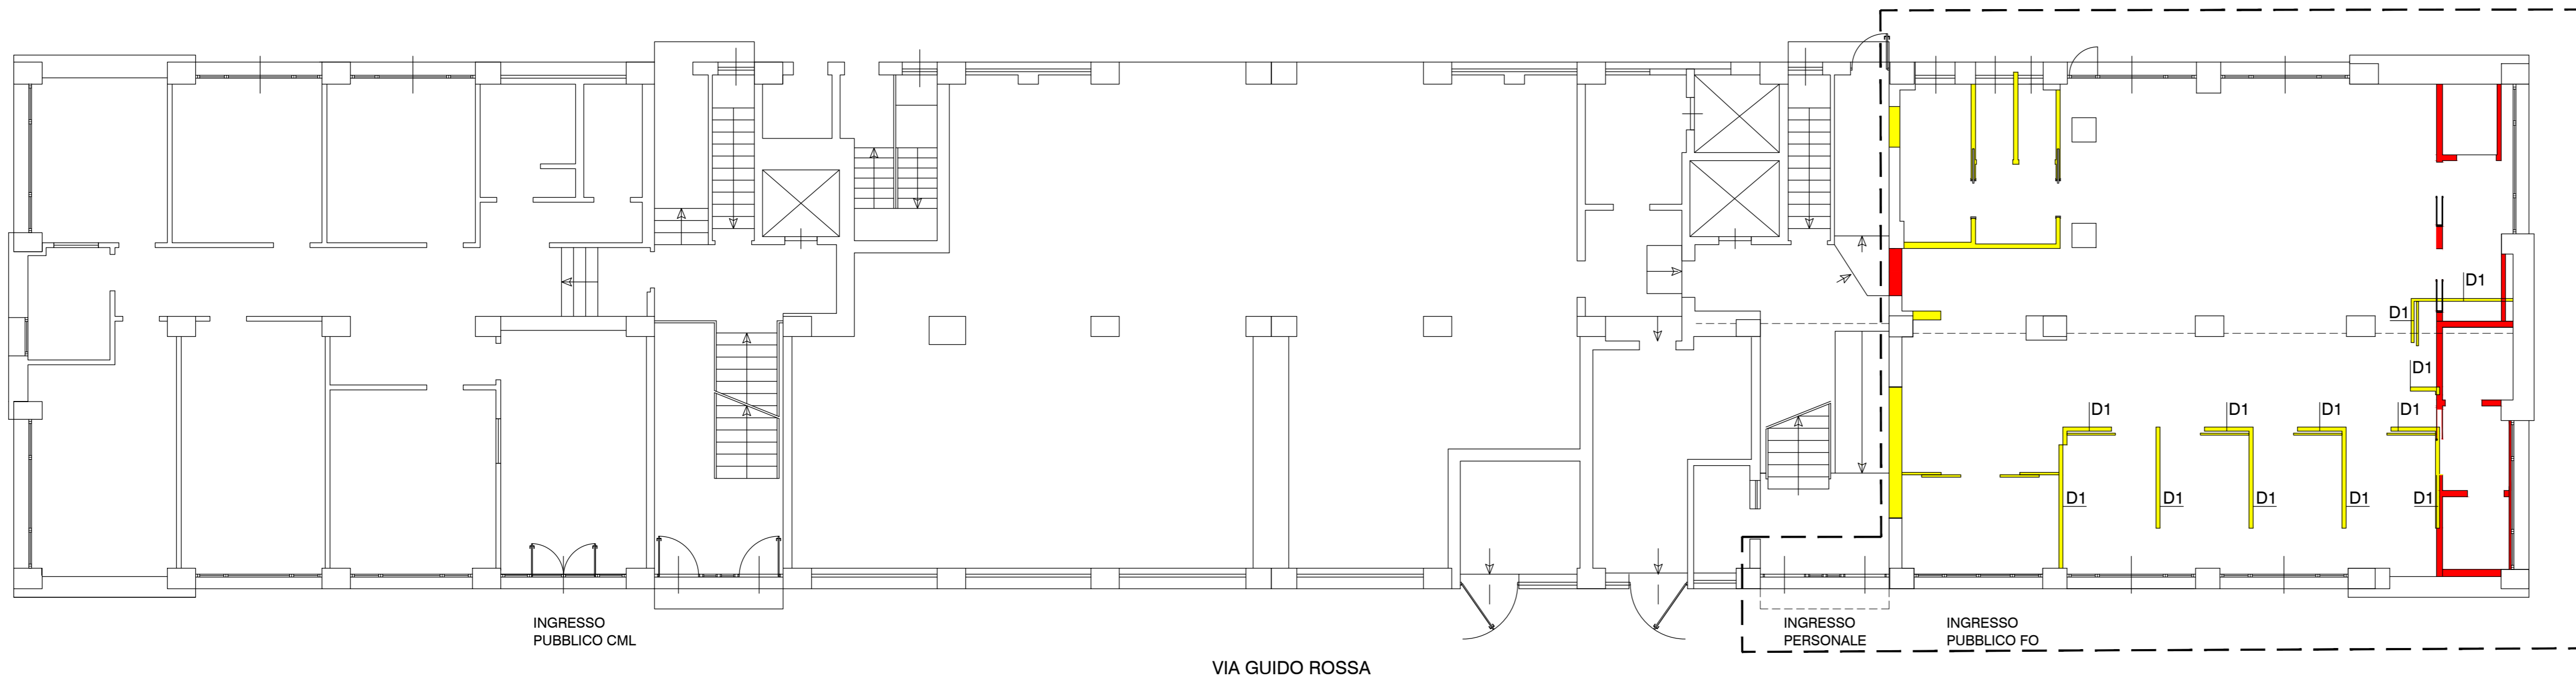 D1
D1
D1
D1
D1
D1
D1
D1
D1
D1
D1
D1
INGRESSO
PUBBLICO CML
INGRESSO
PERSONALE
INGRESSO
PUBBLICO FO
VIA GUIDO ROSSA